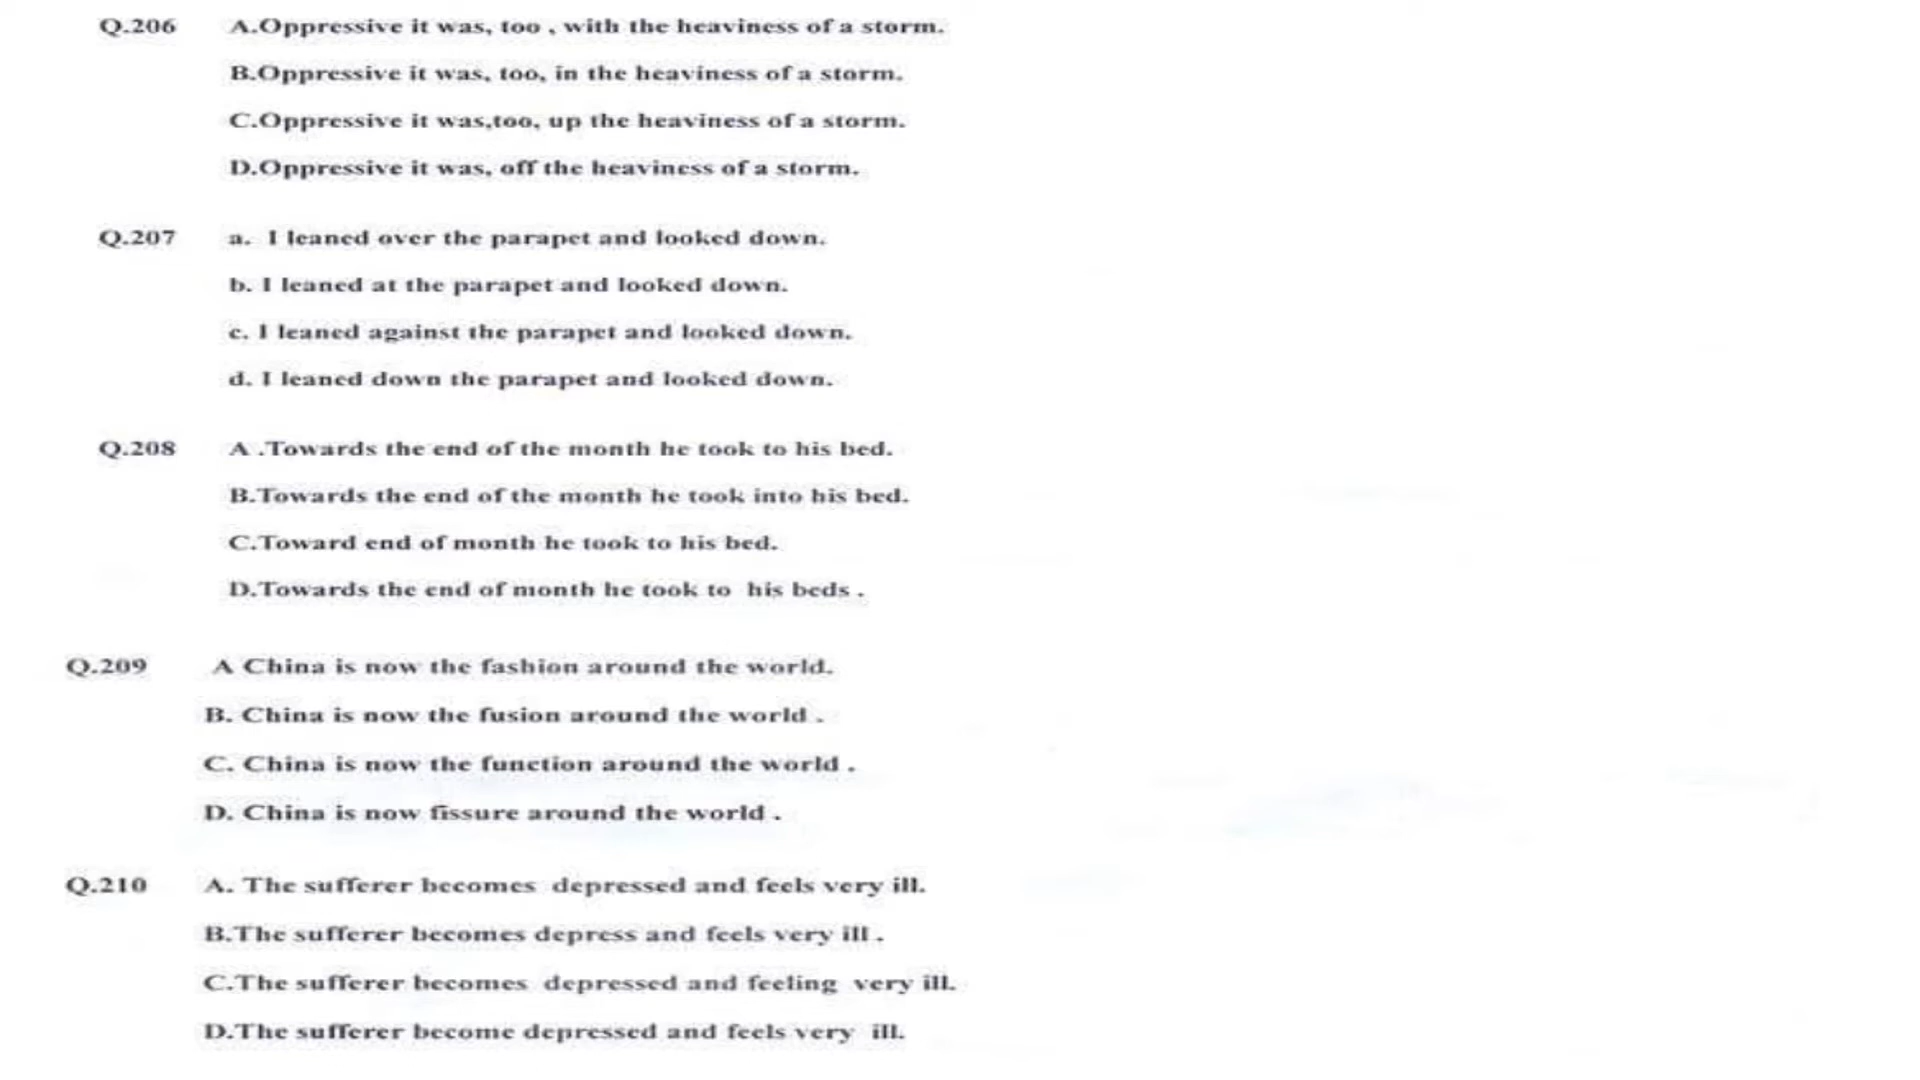 Q.206 A.Oppressive it was, too , with the heaviness of a storm.
B.Oppressive it was, too, in the heaviness of a storm.
C.Oppressive it was,too, up the heaviness of a storm.
D.Oppressive it was, off the heaviness of a storm.
Q.207 a. I leaned over the parapet and looked down.
b. I leaned at the parapet and looked down.
c. I leaned against the parapet and looked down.
d. I leaned down the parapet and looked down.
Q.208 A .Towards the end of the month he took to his bed.
B.Towards the end of the month he took into his bed.
C.Toward end of month he took to his bed.
D.Towards the end of month he took to his beds .
Q.209 A China is now the fashion around the world.
B. China is now the fusion around the world .
C. China is now the function around the world .
D. China is now fissure around the world .
Q.210 A. The sufferer becomes depressed and feels very ill.
B.The sufferer becomes depress and feels very ill .
C.The sufferer becomes depressed and feeling very ill.
D.The sufferer become depressed and feels very ill.